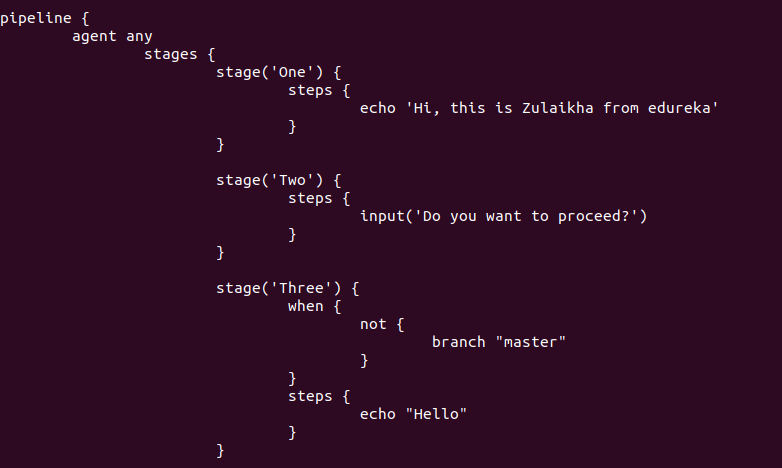 pipeline {
agent any
stages {
stage('One') {
steps {
echo 'Hi, this is Zulaikha from edureka'
}
}
stage('Two') {
steps {
input('Do you want to proceed?')
}
}
stage('Three') {
when {
not {
branch "master"
}
}
steps {
echo "Hello"
}
}